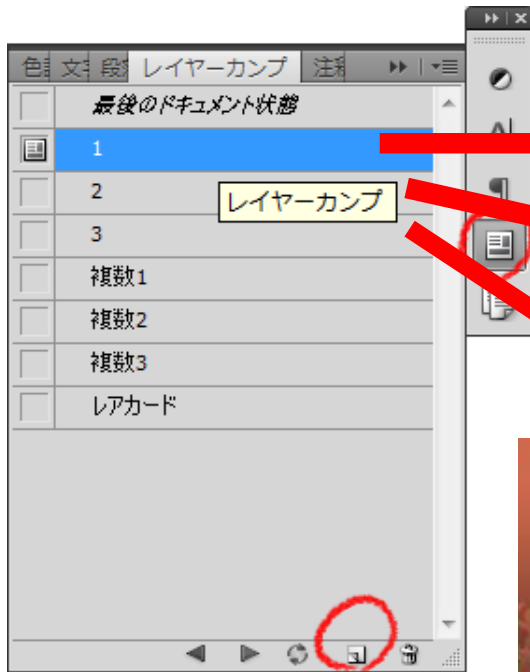 文 段 レイヤーカンプ 注
最後のドキュメント状態
1
2
レイヤーカンプ
3
複数1
複数2
複数3
レアカード